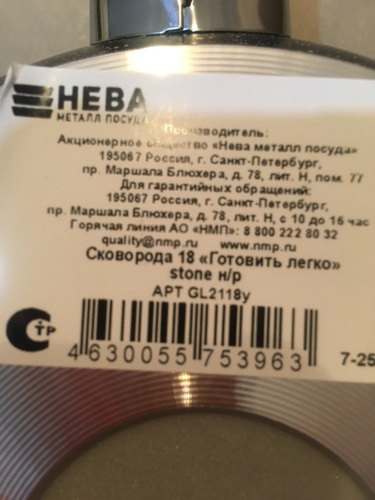 НЕВА
МЕТАЛЛ ПОСУДА
Производитель:
Акционерное общество «Нева металл посуда»
195067 Россия, г. Санкт-Петербург,
пр. Маршала Блюхера, д. 78, лит. Н, пом. 77
Для гарантийных обращений:
195067 Россия, г. Санкт-Петербург,
пр. Маршала Блюхера, д. 78, лит. Н, с 10 до 16 час
Горячая линия АО «НМП»: 8 800 222 80 32
quality@nmp.ru www.nmp.ru
Сковорода 18 «Готовить легко»
stone н/р
АРТ GL2118y
СТР
4 630055 753963
7-25